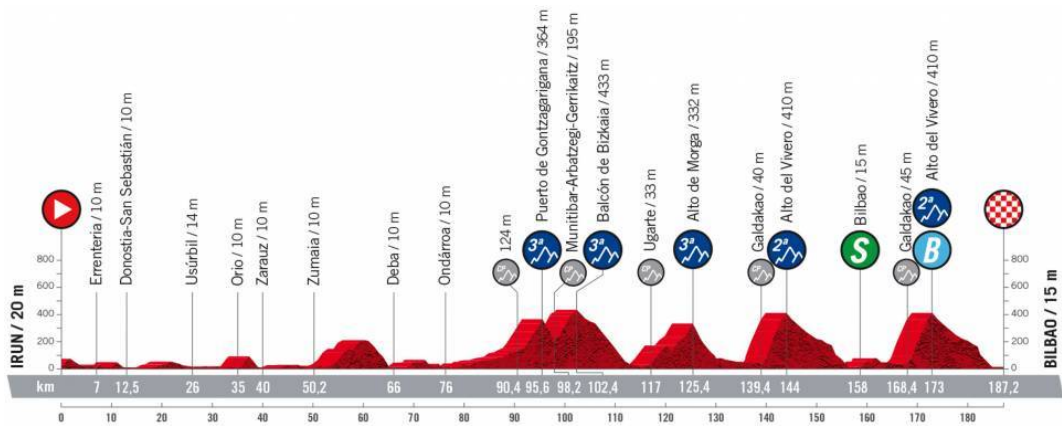 IRUN / 20 m
Errenteria / 10 m
Donostia-San Sebastián / 10 m
Usúrbil / 14 m
Orio / 10 m
Zarauz / 10 m
Zumaia / 10 m
Deba / 10 m
Ondárroa / 10 m
124 m
Puerto de Gontzagarigana / 364 m
Munitibar-Arbatzegi-Gerrikaitz / 195 m
Balcón de Bizkaia / 433 m
Ugarte / 33 m
Alto de Morga / 332 m
Galdakao / 40 m
Alto del Vivero / 410 m
Bilbao / 15 m
Galdakao / 45 m
Alto del Vivero / 410 m
BILBAO / 15 m
2ª
CP 3ª CP 3ª CP 3ª CP 2ª S CP B
800 800
600 600
400 400
200 200
0 0
km 7 12,5 26 35 40 50,2 66 76 90,4 95,6 98,2 102,4 117 125,4 139,4 144 158 168,4 173 187,2
0 10 20 30 40 50 60 70 80 90 100 110 120 130 140 150 160 170 180